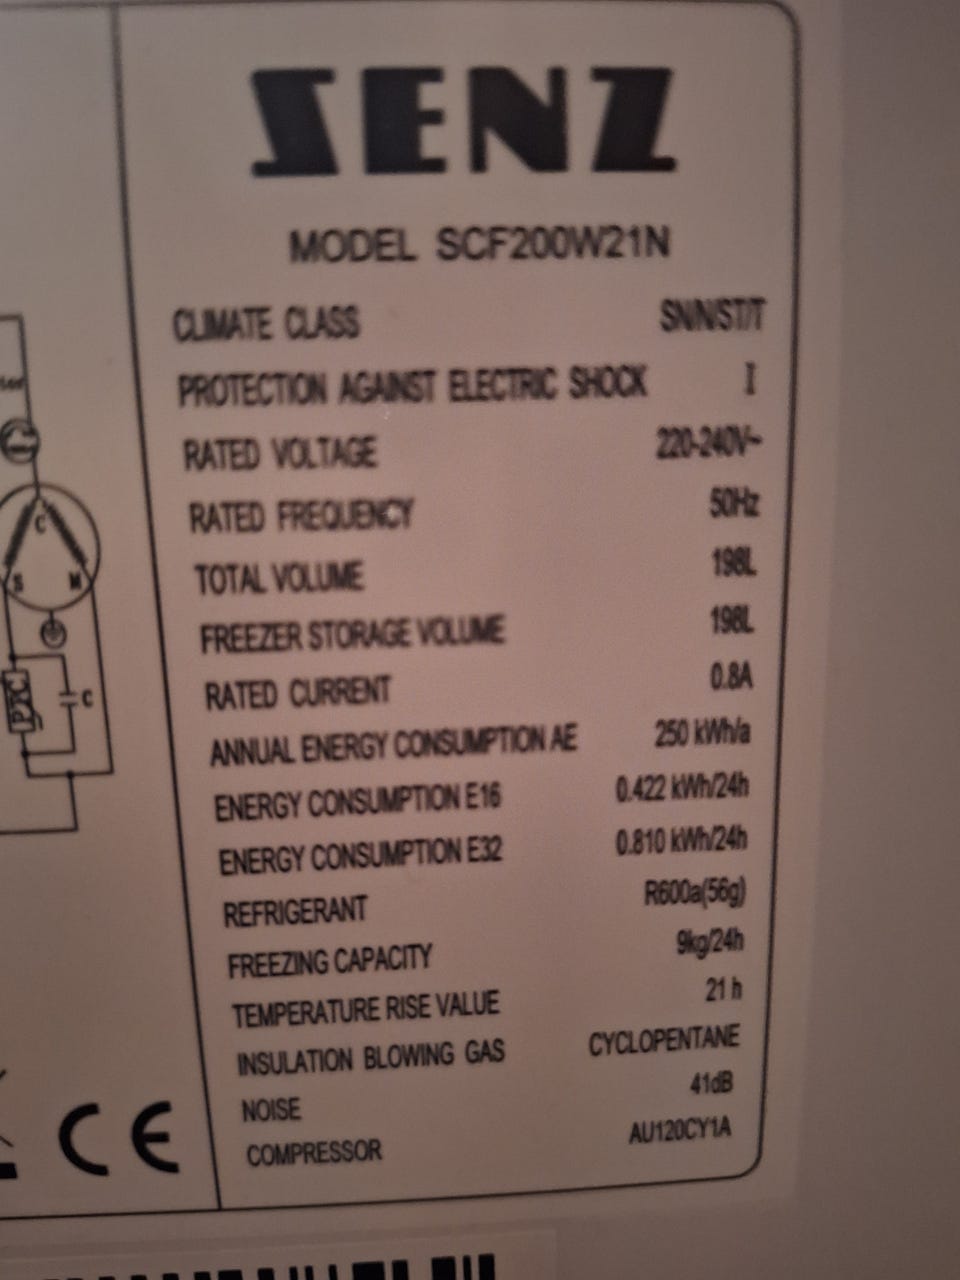 SENZ
MODEL SCF200W21N
CLIMATE CLASS SN/N/ST/T
PROTECTION AGAINST ELECTRIC SHOCK I
RATED VOLTAGE 220-240V~
RATED FREQUENCY 50Hz
TOTAL VOLUME 198L
FREEZER STORAGE VOLUME 198L
RATED CURRENT 0.8A
ANNUAL ENERGY CONSUMPTION AE 250 kWh/a
ENERGY CONSUMPTION E16 0.422 kWh/24h
ENERGY CONSUMPTION E32 0.810 kWh/24h
REFRIGERANT R600a(56g)
FREEZING CAPACITY 9kg/24h
TEMPERATURE RISE VALUE 21 h
INSULATION BLOWING GAS CYCLOPENTANE
NOISE 41dB
COMPRESSOR AU120CY1A
C
S M
PTC C
CE